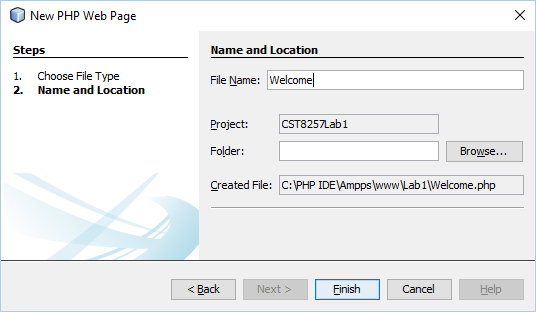 New PHP Web Page
Steps
1. Choose File Type
2. Name and Location
Name and Location
File Name: Welcome
Project: CST8257Lab1
Folder: Browse...
Created File: C:\PHP IDE\Ampps\www\Lab1\Welcome.php
< Back Next > Finish Cancel Help